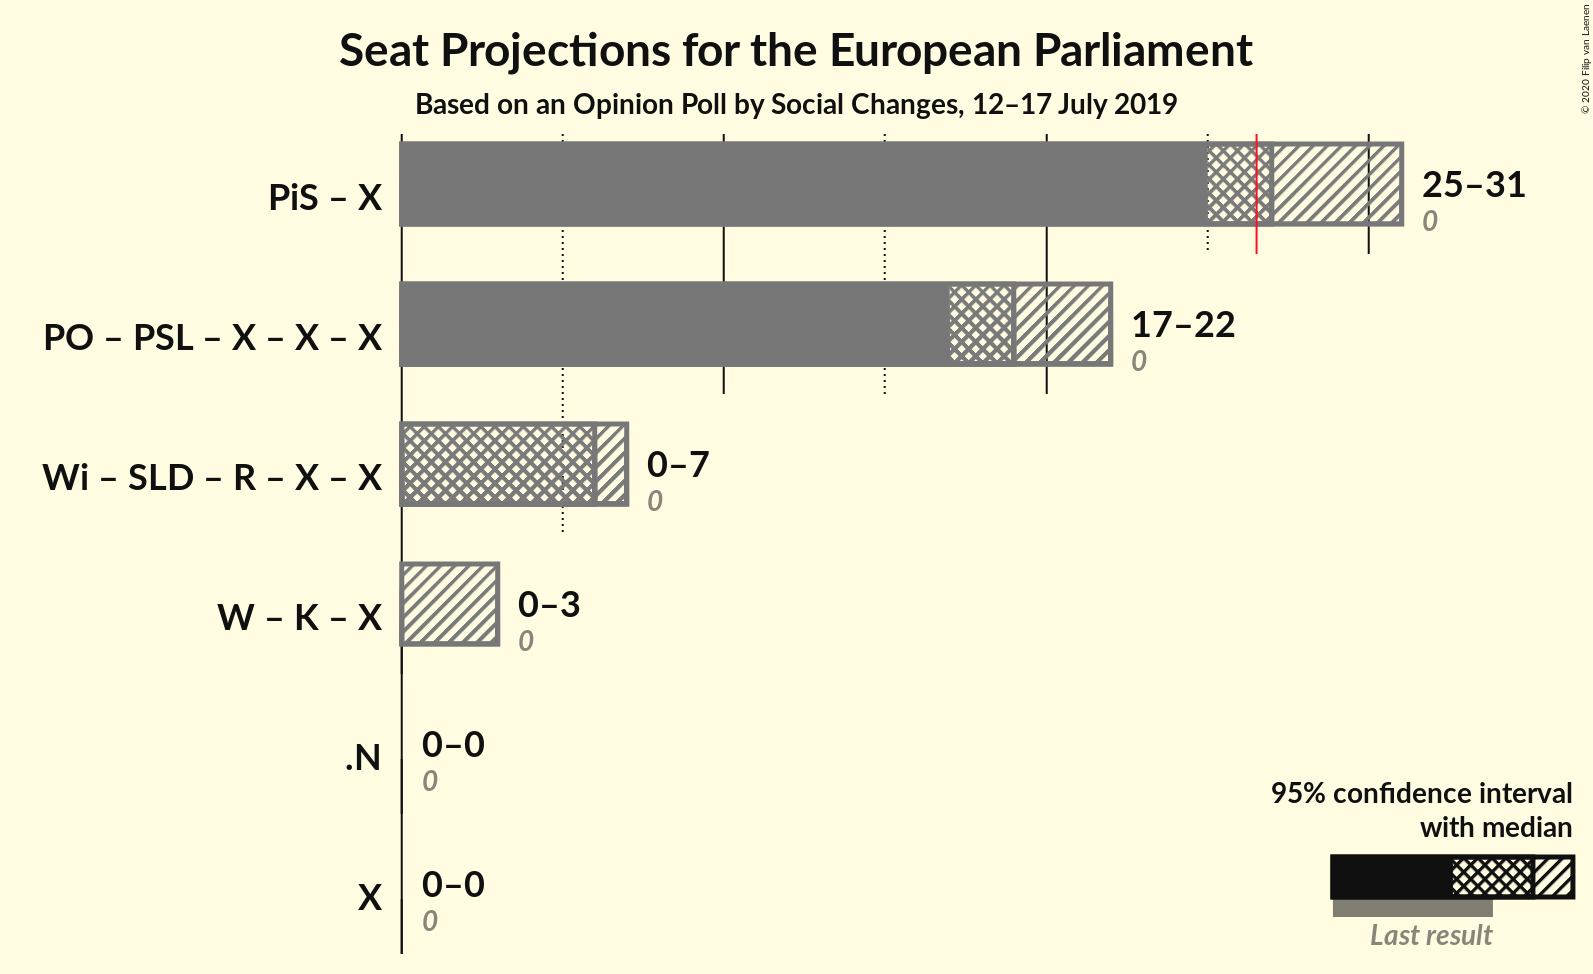 Seat Projections for the European Parliament
Based on an Opinion Poll by Social Changes, 12–17 July 2019
© 2020 Filip van Laenen
PiS – X
25–31
0
PO – PSL – X – X – X
17–22
0
Wi – SLD – R – X – X
0–7
0
W – K – X
0–3
0
.N
0–0
0
X
0–0
0
95% confidence interval
with median
Last result